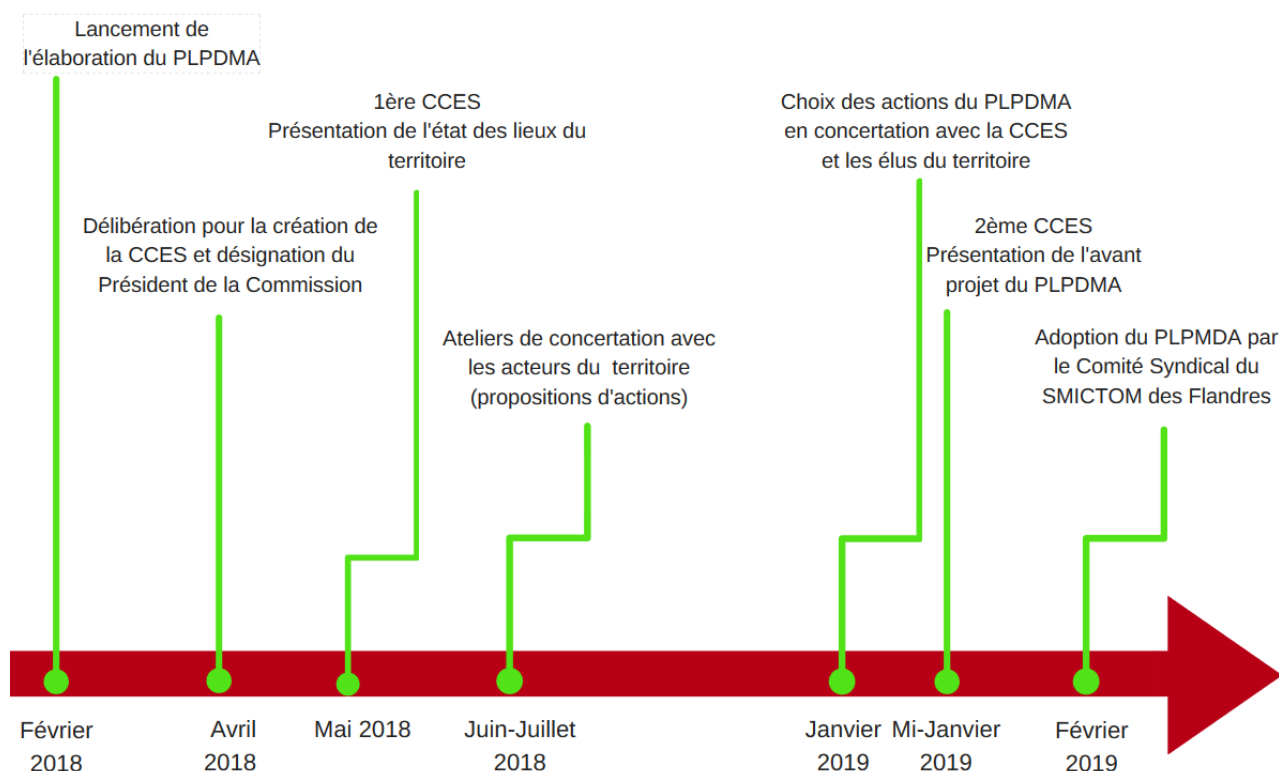 Lancement de
l'élaboration du PLPDMA
1ère CCES
Présentation de l'état des lieux du
territoire
Choix des actions du PLPDMA
en concertation avec la CCES
et les élus du territoire
Délibération pour la création de
la CCES et désignation du
Président de la Commission
2ème CCES
Présentation de l'avant
projet du PLPDMA
Ateliers de concertation avec
les acteurs du territoire
(propositions d'actions)
Adoption du PLPMDA par
le Comité Syndical du
SMICTOM des Flandres
Février
2018
Avril
2018
Mai 2018
Juin-Juillet
2018
Janvier
2019
Mi-Janvier
2019
Février
2019